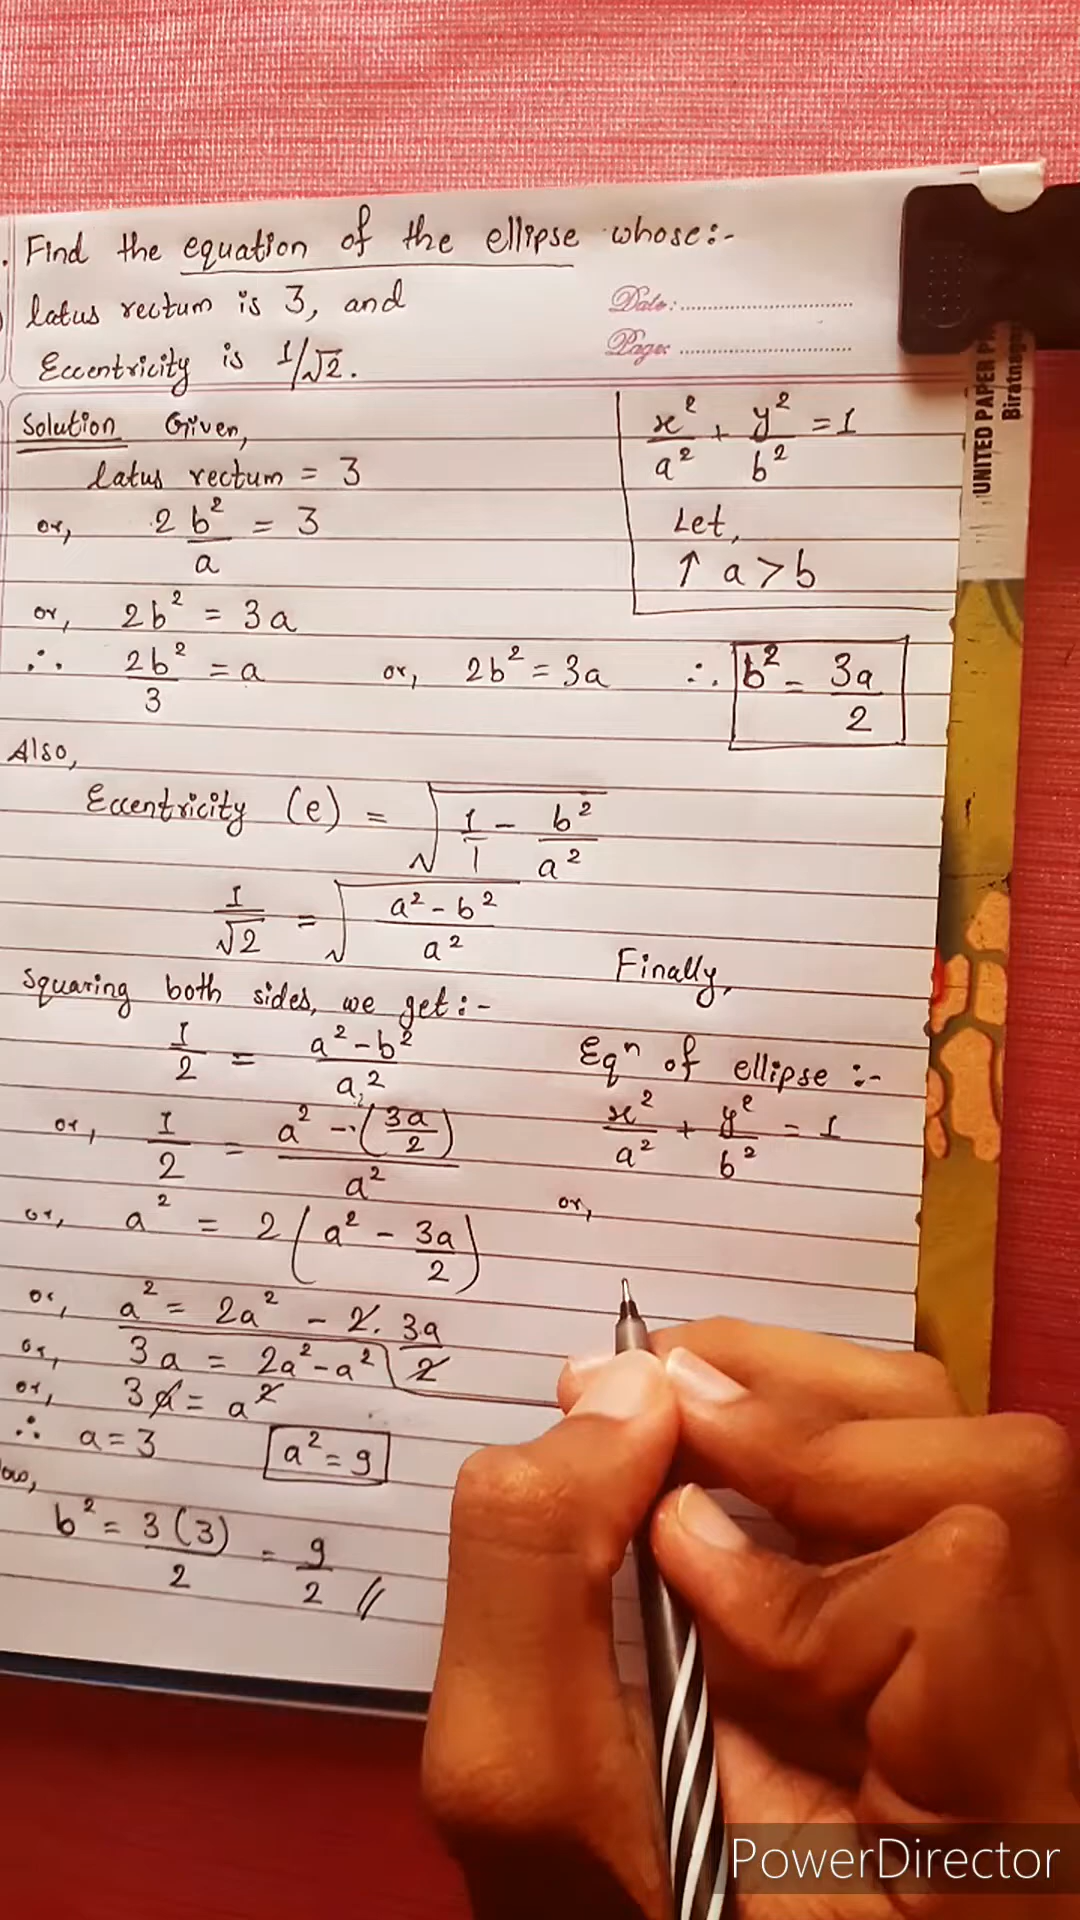 Find the equation of the ellipse whose:-
latus rectum is 3, and
Eccentricity is 1/√2.
Date:
Page:
UNITED PAPER
Biratnag
Solution Given,
latus rectum = 3
or, 2b²/a = 3
x²/a² + y²/b² = 1
Let,
↑ a > b
or, 2b² = 3a
∴ 2b²/3 = a or, 2b² = 3a ∴ b² = 3a/2
Also,
Eccentricity (e) = √(1/1 - b²/a²)
1/√2 = √((a² - b²)/a²)
Squaring both sides, we get:-
1/2 = (a² - b²)/a²
or, 1/2 = (a² - (3a/2))/a²
or, a² = 2(a² - 3a/2)
or, a² = 2a² - 2. 3a/2
or, 3a = 2a² - a²
or, 3a = a²
∴ a = 3 a² = 9
b² = 3(3)/2 = 9/2 //
Finally,
Eqⁿ of ellipse :-
x²/a² + y²/b² = 1
or,
PowerDirector